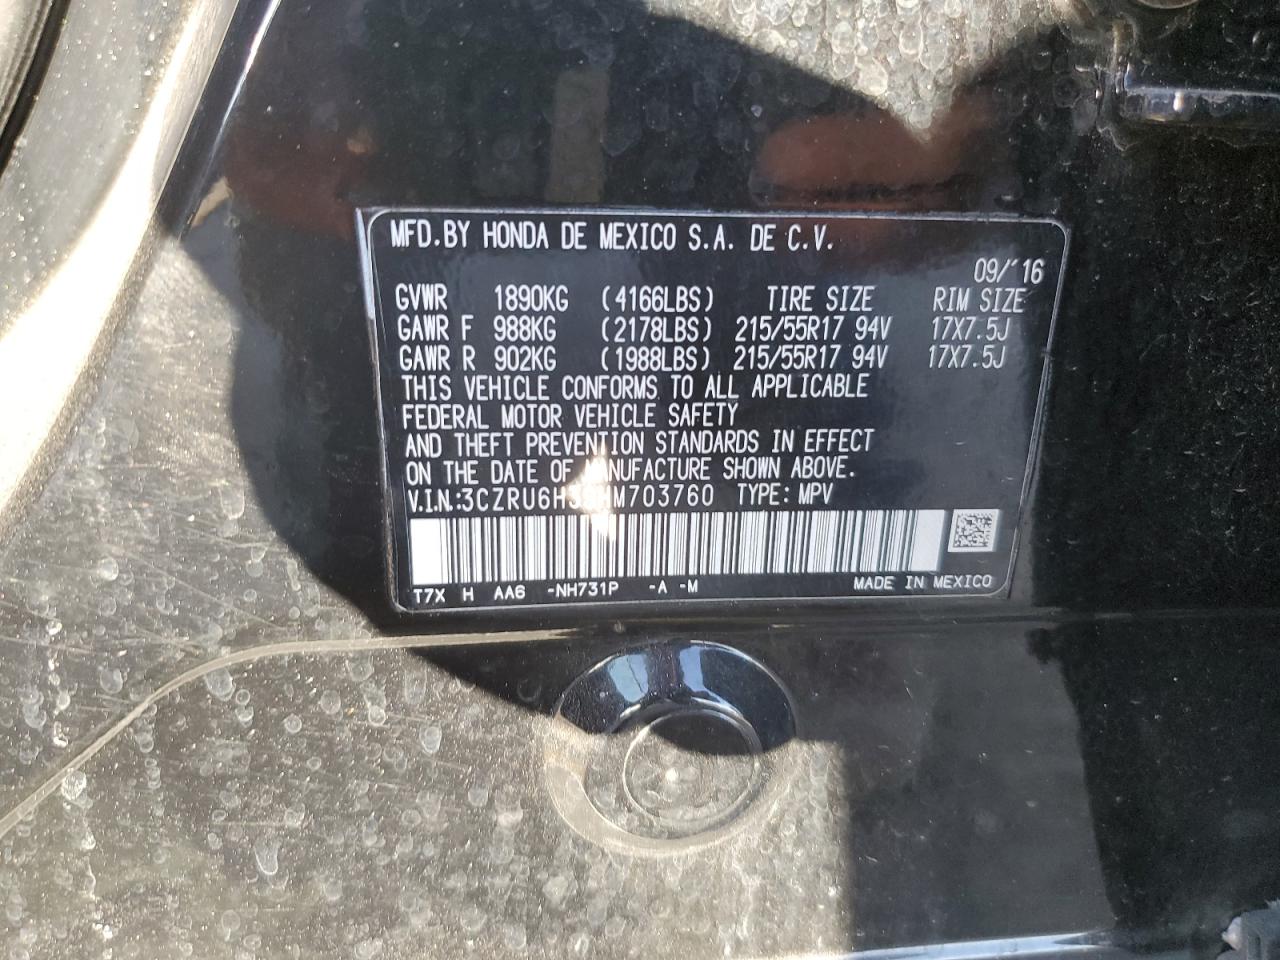 MFD.BY HONDA DE MEXICO S.A. DE C.V.
09/'16
GVWR 1890KG (4166LBS) TIRE SIZE RIM SIZE
GAWR F 988KG (2178LBS) 215/55R17 94V 17X7.5J
GAWR R 902KG (1988LBS) 215/55R17 94V 17X7.5J
THIS VEHICLE CONFORMS TO ALL APPLICABLE
FEDERAL MOTOR VEHICLE SAFETY
AND THEFT PREVENTION STANDARDS IN EFFECT
ON THE DATE OF MANUFACTURE SHOWN ABOVE.
V.I.N.: TYPE: MPV
T7X H AA6 -NH731P -A -M MADE IN MEXICO